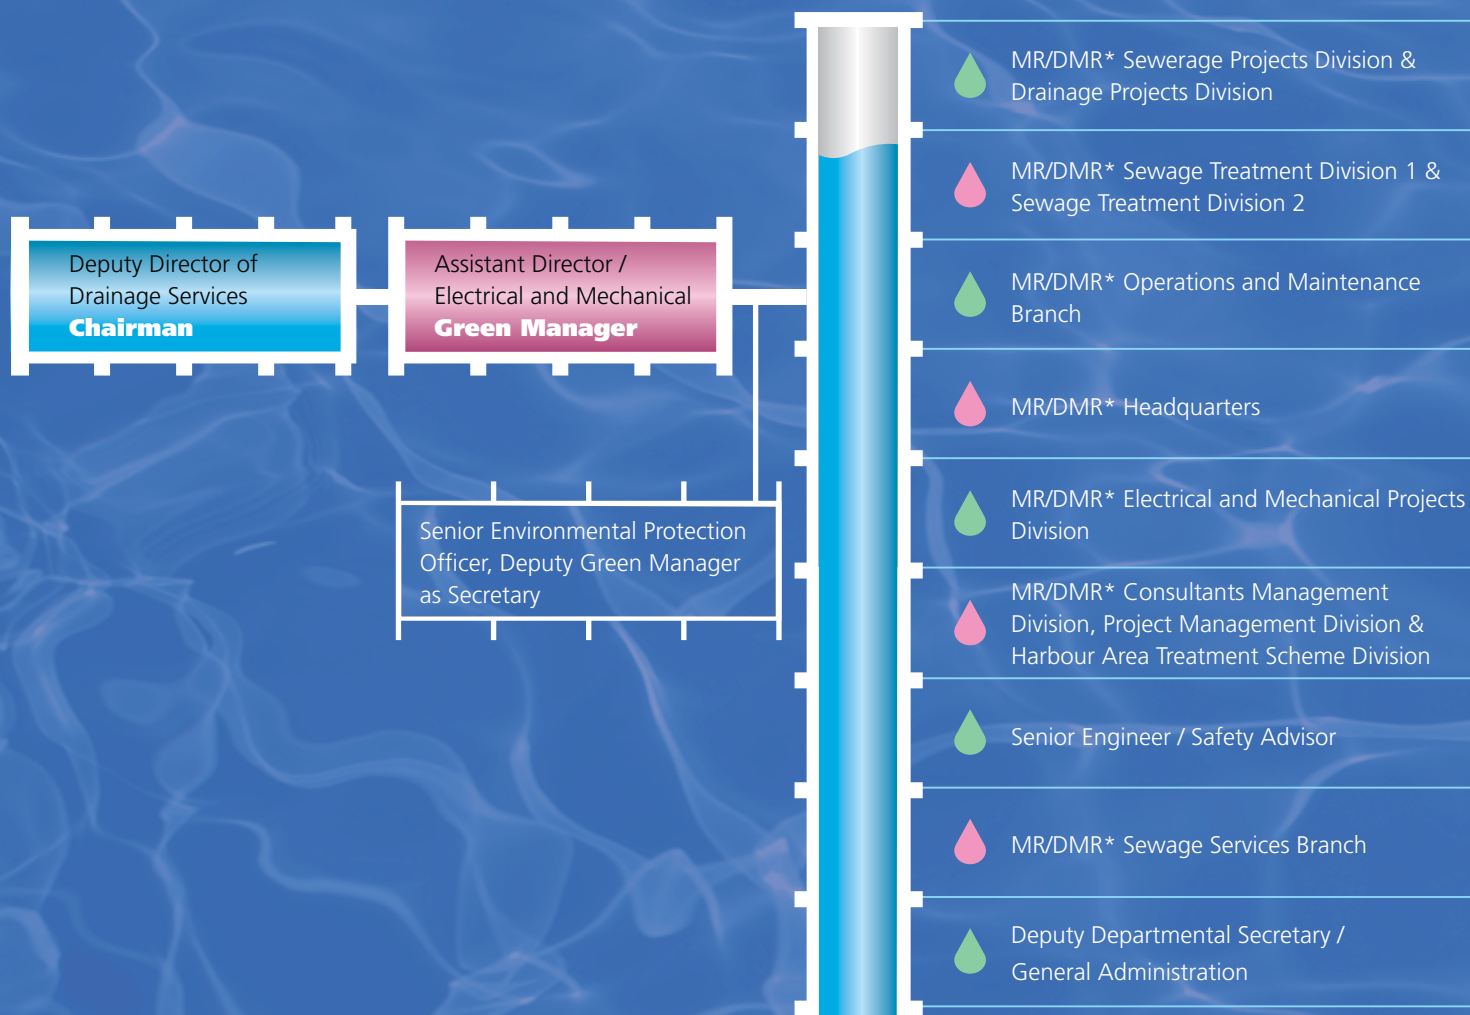 Deputy Director of
Drainage Services
Chairman
Assistant Director /
Electrical and Mechanical
Green Manager
Senior Environmental Protection
Officer, Deputy Green Manager
as Secretary
MR/DMR* Sewerage Projects Division &
Drainage Projects Division
MR/DMR* Sewage Treatment Division 1 &
Sewage Treatment Division 2
MR/DMR* Operations and Maintenance
Branch
MR/DMR* Headquarters
MR/DMR* Electrical and Mechanical Projects
Division
MR/DMR* Consultants Management
Division, Project Management Division &
Harbour Area Treatment Scheme Division
Senior Engineer / Safety Advisor
MR/DMR* Sewage Services Branch
Deputy Departmental Secretary /
General Administration